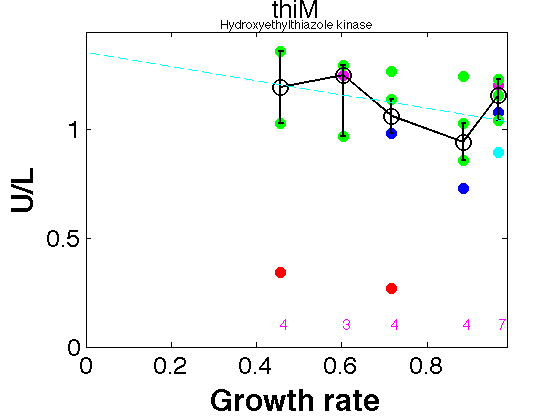 thiM
Hydroxyethylthiazole kinase
U/L
1
0.5
0
4 3 4 4 7
0 0.2 0.4 0.6 0.8
Growth rate